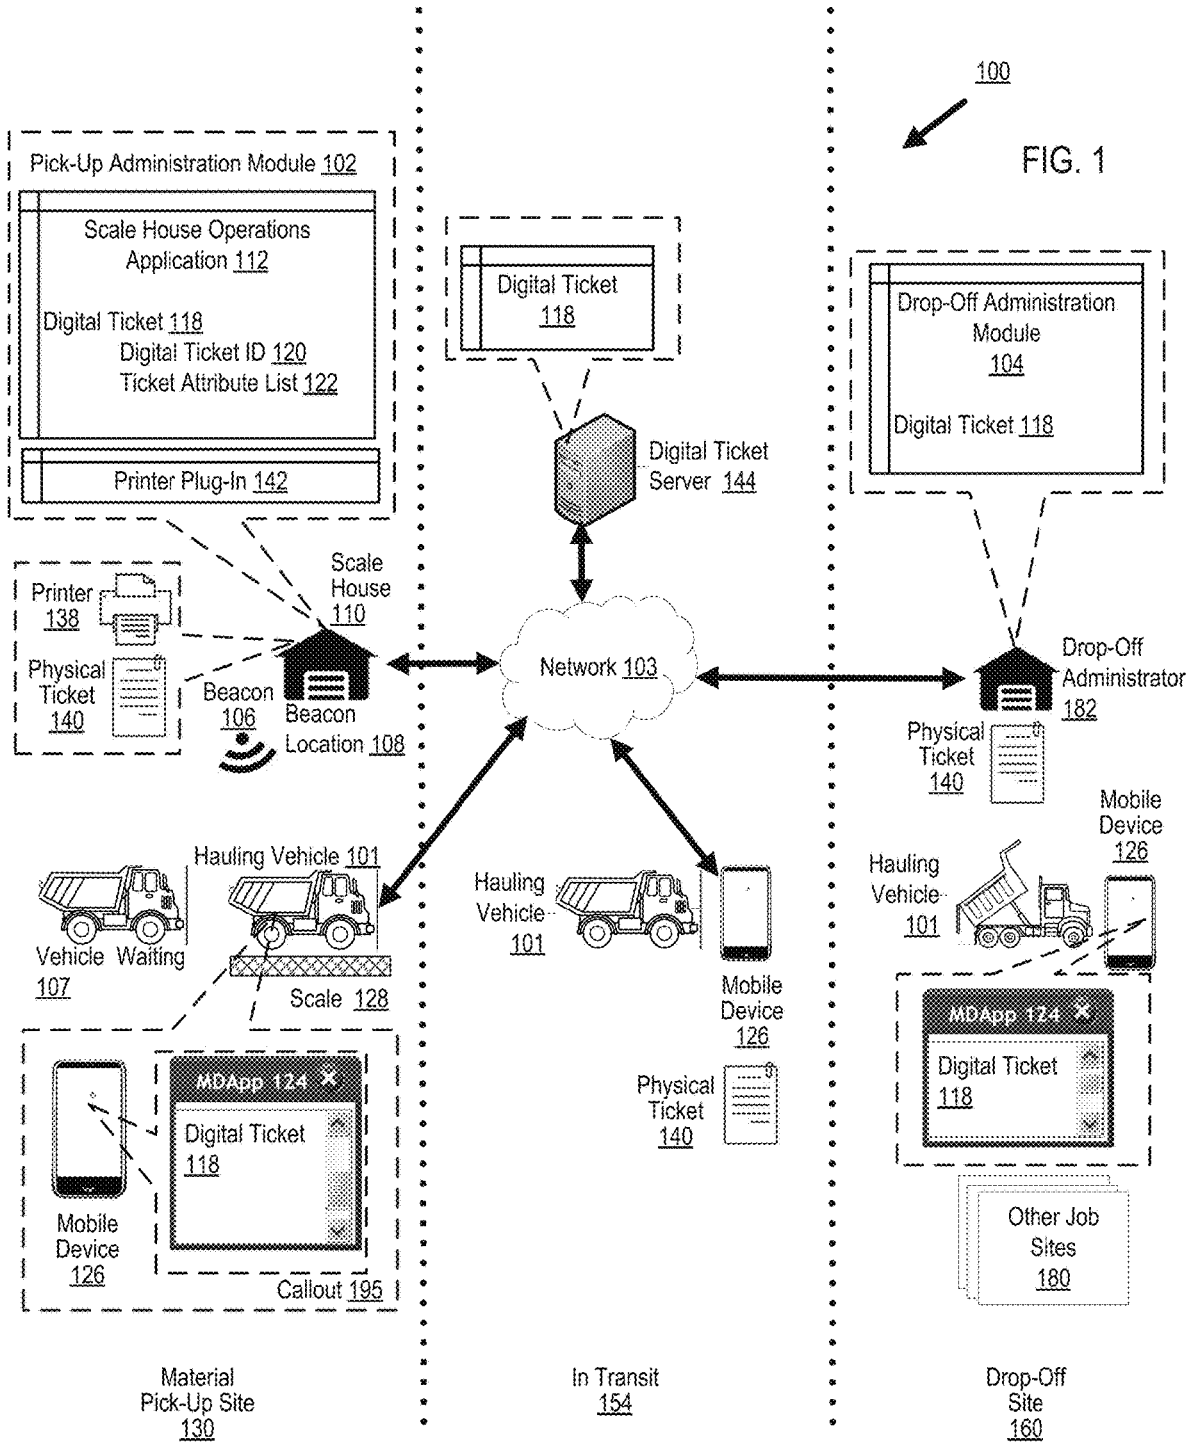 100
FIG. 1
Pick-Up Administration Module 102
Scale House Operations
Application 112
Digital Ticket 118
Digital Ticket ID 120
Ticket Attribute List 122
Printer Plug-In 142
Printer
138
Physical
Ticket
140
Scale
House
110
Beacon
106
Beacon
Location 108
Vehicle Waiting
107
Hauling Vehicle 101
Scale 128
Mobile
Device
126
MDApp 124 X
Digital Ticket
118
Callout 195
Material
Pick-Up Site
130
Digital Ticket
118
Digital Ticket
Server 144
Network 103
Hauling
Vehicle
101
Mobile
Device
126
Physical
Ticket
140
In Transit
154
Drop-Off Administration
Module
104
Digital Ticket 118
Drop-Off
Administrator
182
Physical
Ticket
140
Mobile
Device
126
Hauling
Vehicle
101
MDApp 124 X
Digital Ticket
118
Other Job
Sites
180
Drop-Off
Site
160